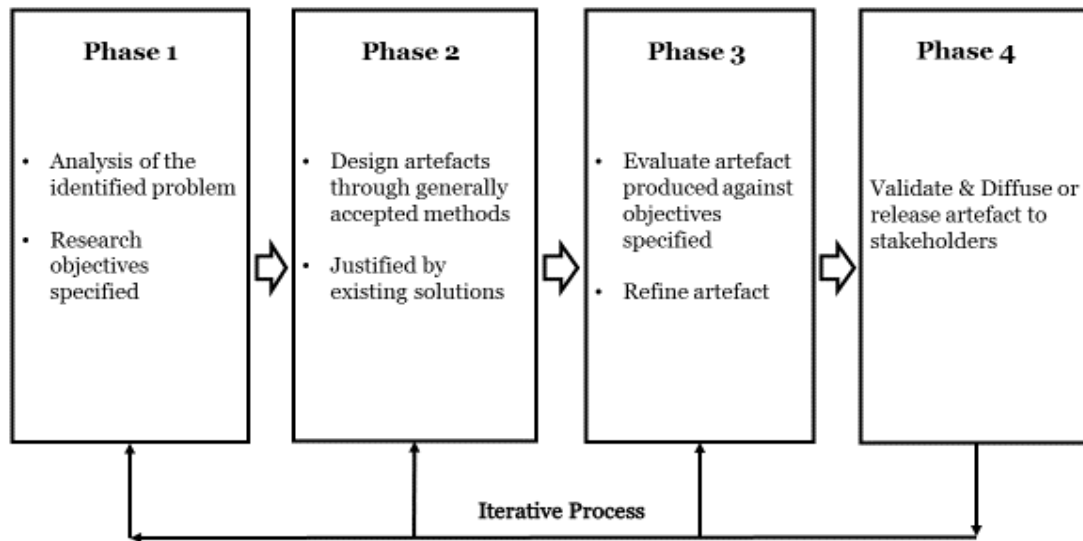 Phase 1
• Analysis of the
identified problem
• Research
objectives
specified
Phase 2
• Design artefacts
through generally
accepted methods
• Justified by
existing solutions
Phase 3
• Evaluate artefact
produced against
objectives
specified
• Refine artefact
Phase 4
Validate & Diffuse or
release artefact to
stakeholders
Iterative Process